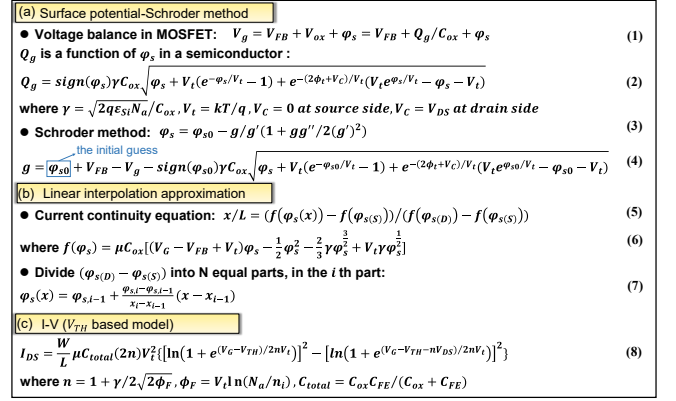 (a) Surface potential-Schroder method
● Voltage balance in MOSFET: V_g = V_FB + V_ox + φ_s = V_FB + Q_g/C_ox + φ_s (1)
Q_g is a function of φ_s in a semiconductor :
Q_g = sign(φ_s)γC_ox√(φ_s + V_t(e^(−φ_s/V_t) − 1) + e^(−(2ϕ_t+V_C)/V_t)(V_t e^(φ_s/V_t) − φ_s − V_t)) (2)
where γ = √(2qε_Si N_a)/C_ox, V_t = kT/q, V_C = 0 at source side, V_C = V_DS at drain side
● Schroder method: φ_s = φ_s0 − g/g′(1 + gg″/2(g′)²) (3)
the initial guess
g = φ_s0 + V_FB − V_g − sign(φ_s0)γC_ox√(φ_s + V_t(e^(−φ_s0/V_t) − 1) + e^(−(2ϕ_t+V_C)/V_t)(V_t e^(φ_s0/V_t) − φ_s0 − V_t)) (4)
(b) Linear interpolation approximation
● Current continuity equation: x/L = (f(φ_s(x)) − f(φ_s(S)))/(f(φ_s(D)) − f(φ_s(S))) (5)
where f(φ_s) = μC_ox[(V_G − V_FB + V_t)φ_s − 1/2 φ_s^2 − 2/3 γφ_s^(3/2) + V_t γφ_s^(1/2)] (6)
● Divide (φ_s(D) − φ_s(S)) into N equal parts, in the i th part:
φ_s(x) = φ_s,i−1 + (φ_s,i−φ_s,i−1)/(x_i−x_i−1) (x − x_i−1) (7)
(c) I-V (V_TH based model)
I_DS = W/L μC_total(2n)V_t^2{[ln(1 + e^((V_G−V_TH)/2nV_t))]^2 − [ln(1 + e^((V_G−V_TH−nV_DS)/2nV_t))]^2} (8)
where n = 1 + γ/2√(2ϕ_F), ϕ_F = V_t ln(N_a/n_i), C_total = C_ox C_FE/(C_ox + C_FE)